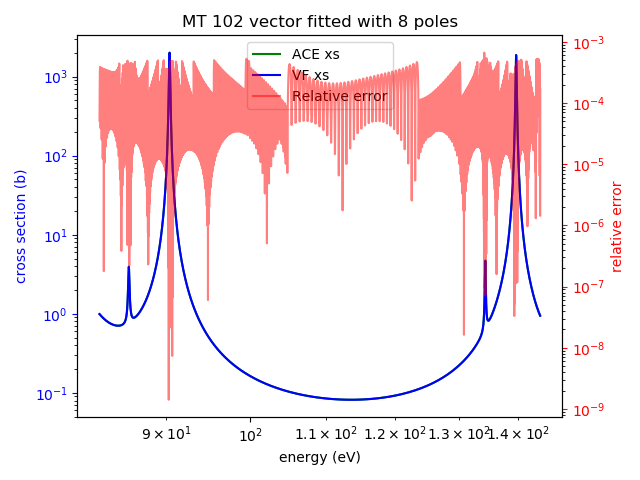 MT 102 vector fitted with 8 poles
ACE xs
VF xs
Relative error
cross section (b)
10³
10²
10¹
10⁰
10⁻¹
relative error
10⁻³
10⁻⁴
10⁻⁵
10⁻⁶
10⁻⁷
10⁻⁸
10⁻⁹
9 × 10¹
10²
1.1 × 10²
1.2 × 10²
1.3 × 10²
1.4 × 10²
energy (eV)